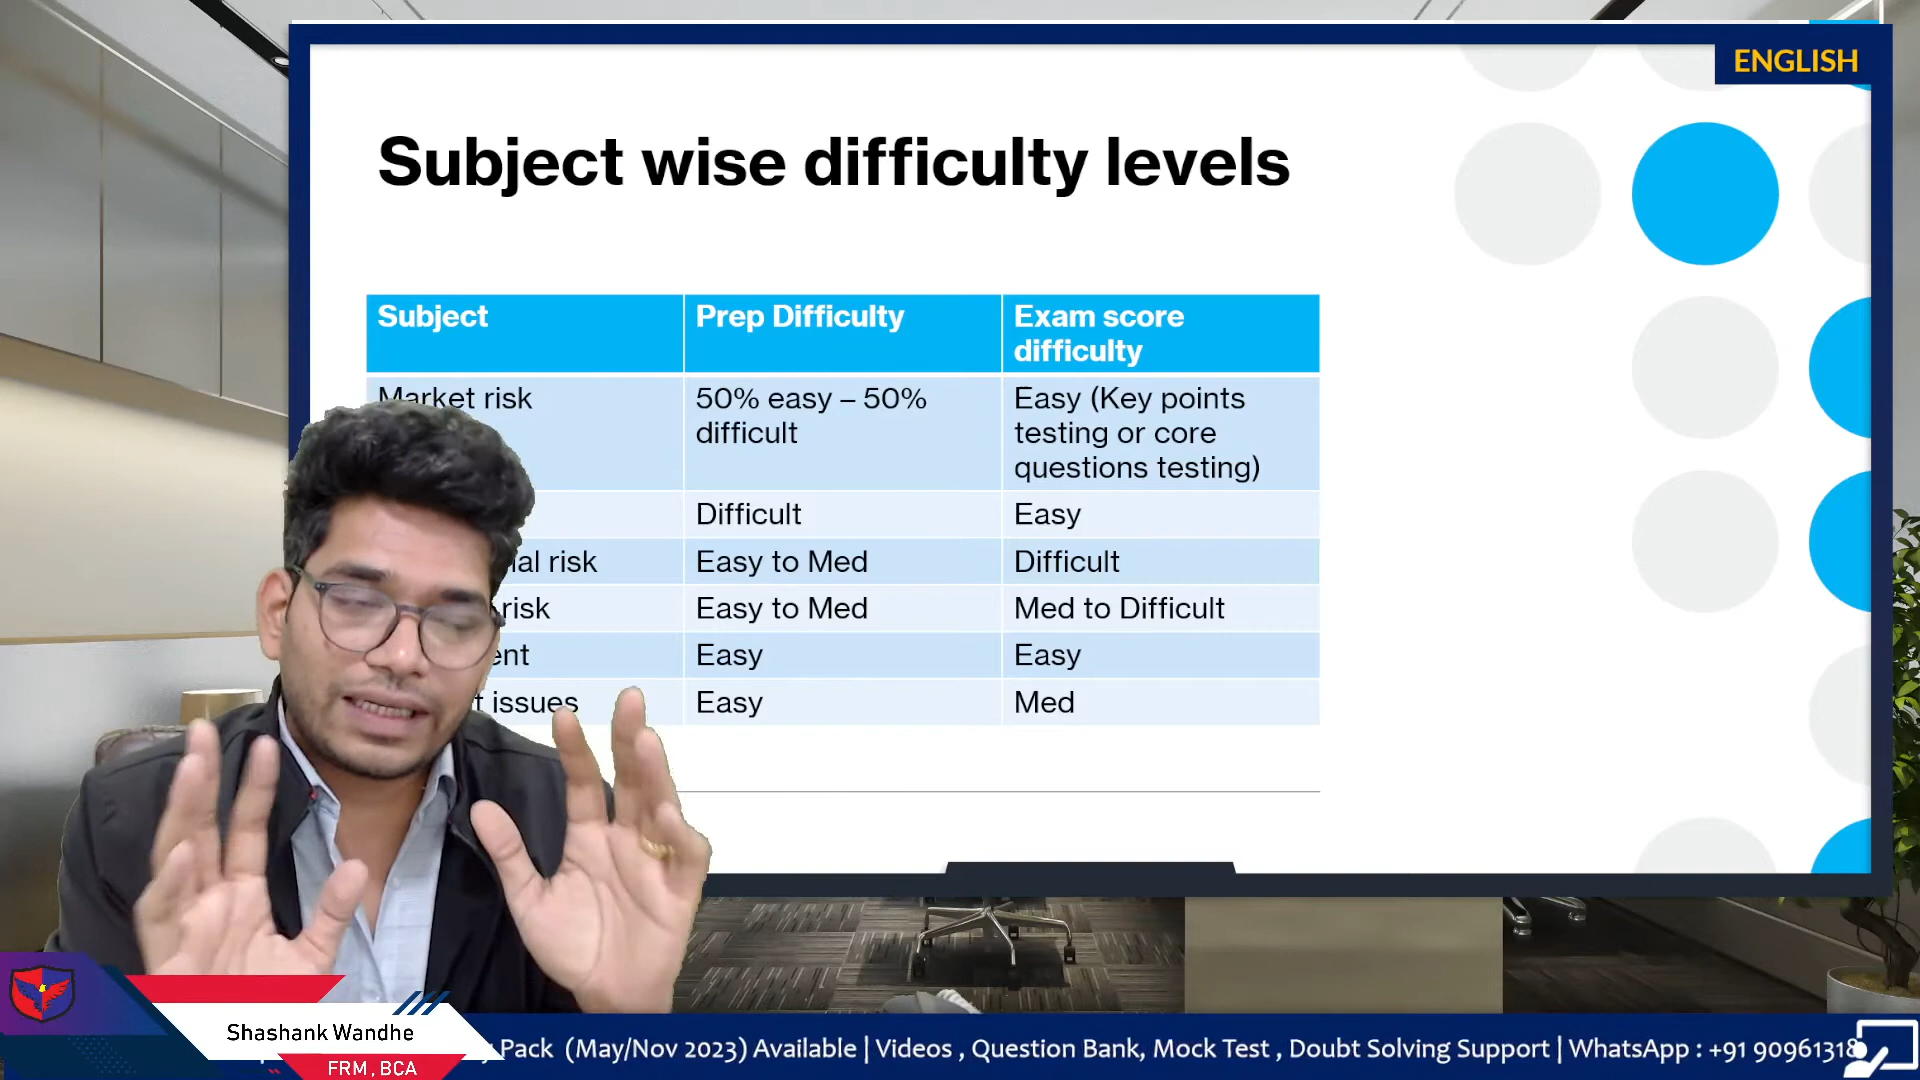 ENGLISH
Subject wise difficulty levels
Subject
Prep Difficulty
Exam score
difficulty
Market risk
50% easy – 50%
difficult
Easy (Key points
testing or core
questions testing)
Difficult
Easy
risk
Easy to Med
Difficult
risk
Easy to Med
Med to Difficult
Easy
Easy
issues
Easy
Med
Shashank Wandhe
FRM, BCA
Pack (May/Nov 2023) Available | Videos , Question Bank, Mock Test , Doubt Solving Support | WhatsApp : +91 9096131